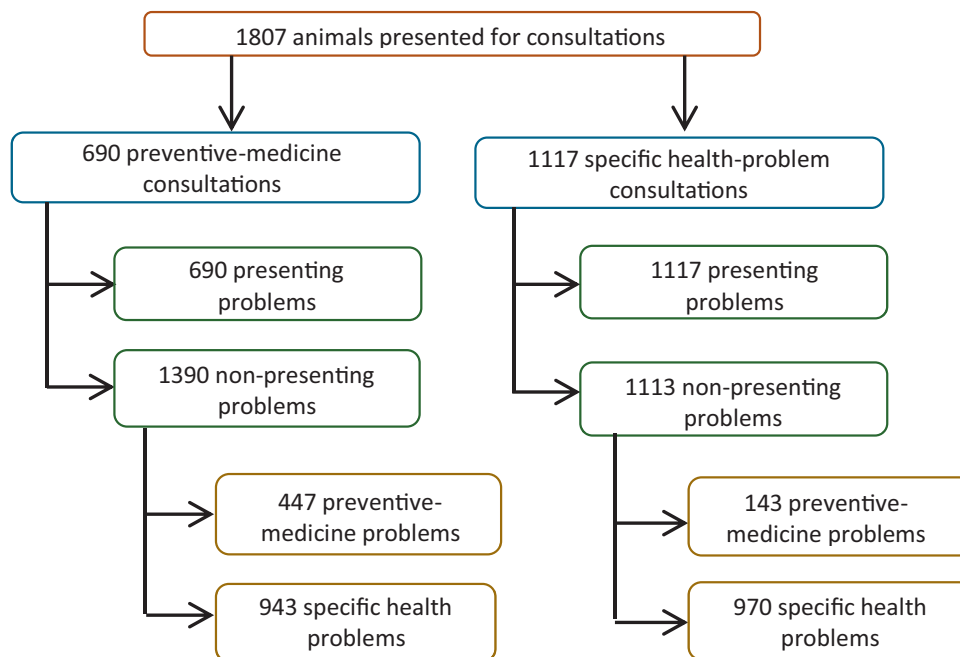 1807 animals presented for consultations
690 preventive-medicine
consultations
1117 specific health-problem
consultations
690 presenting
problems
1117 presenting
problems
1390 non-presenting
problems
1113 non-presenting
problems
447 preventive-
medicine problems
143 preventive-
medicine problems
943 specific health
problems
970 specific health
problems